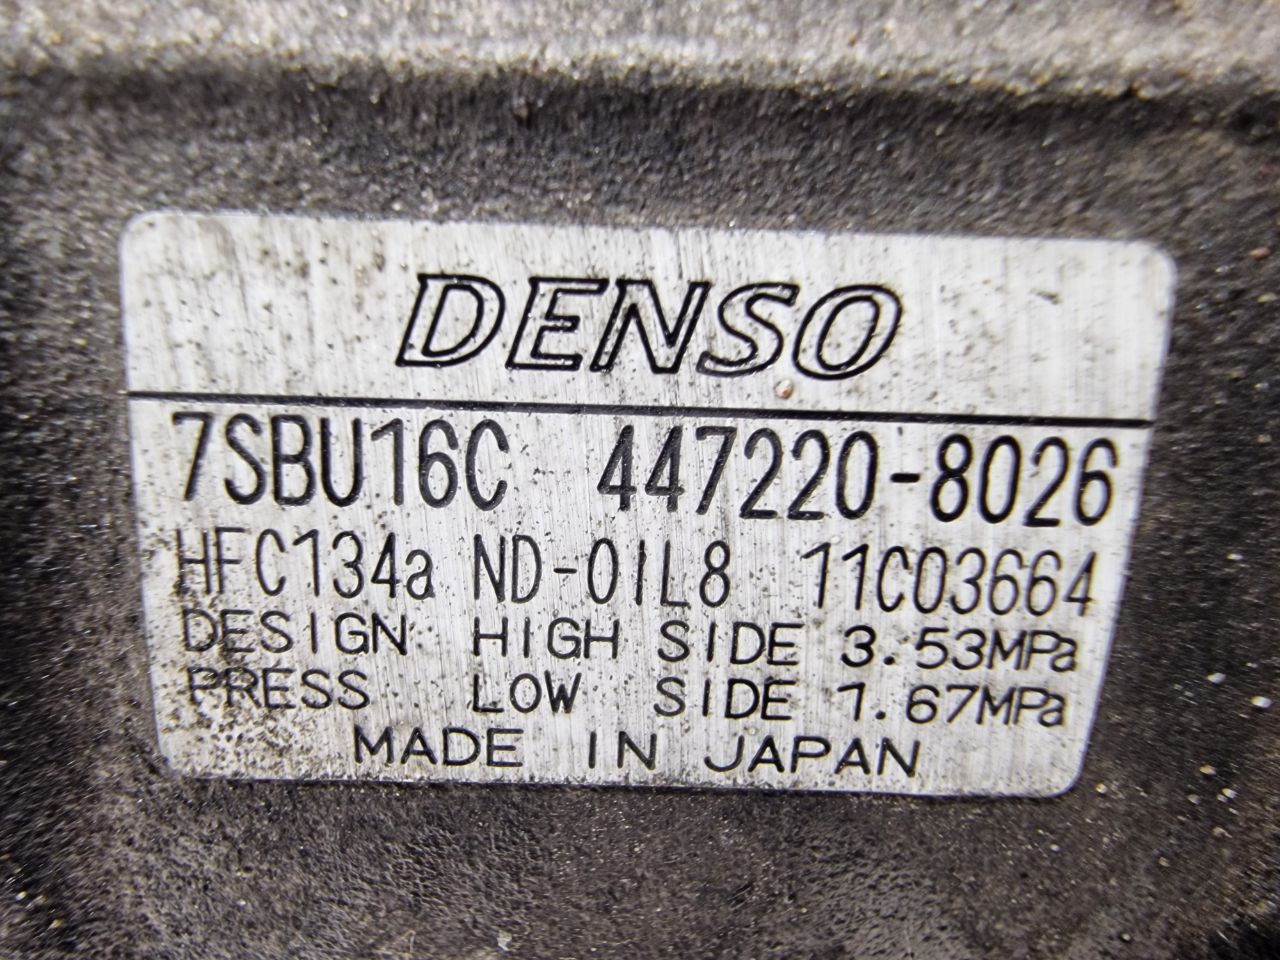 DENSO
7SBU16C 447220-8026
HFC134a ND-OIL8 11C03664
DESIGN HIGH SIDE 3.53MPa
PRESS LOW SIDE 1.67MPa
MADE IN JAPAN